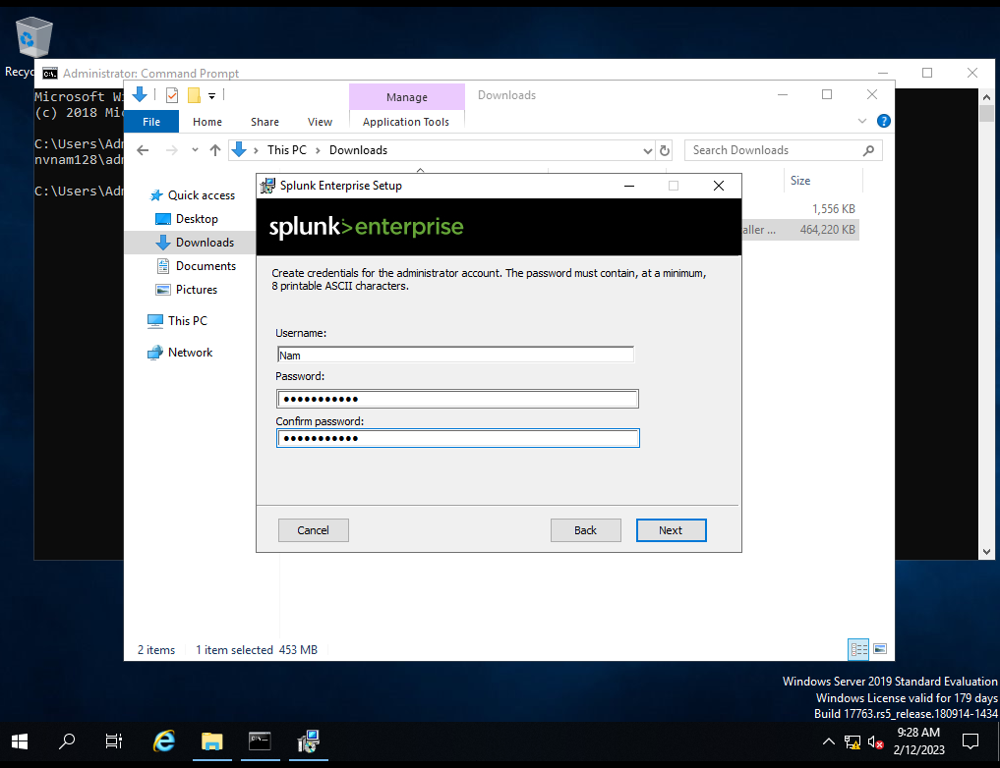 Recyc
Administrator: Command Prompt
Microsoft Wi
(c) 2018 Mic
C:\Users\Adm
nvnam128\adm
C:\Users\Adm
Manage
Downloads
File
Home
Share
View
Application Tools
This PC
Downloads
Search Downloads
Size
Quick access
1,556 KB
Desktop
aller ...
464,220 KB
Downloads
Documents
Pictures
This PC
Network
Splunk Enterprise Setup
splunk>enterprise
Create credentials for the administrator account. The password must contain, at a minimum,
8 printable ASCII characters.
Username:
Nam
Password:
•••••••••••
Confirm password:
•••••••••••
Cancel
Back
Next
2 items
1 item selected 453 MB
Windows Server 2019 Standard Evaluation
Windows License valid for 179 days
Build 17763.rs5_release.180914-1434
9:28 AM
2/12/2023